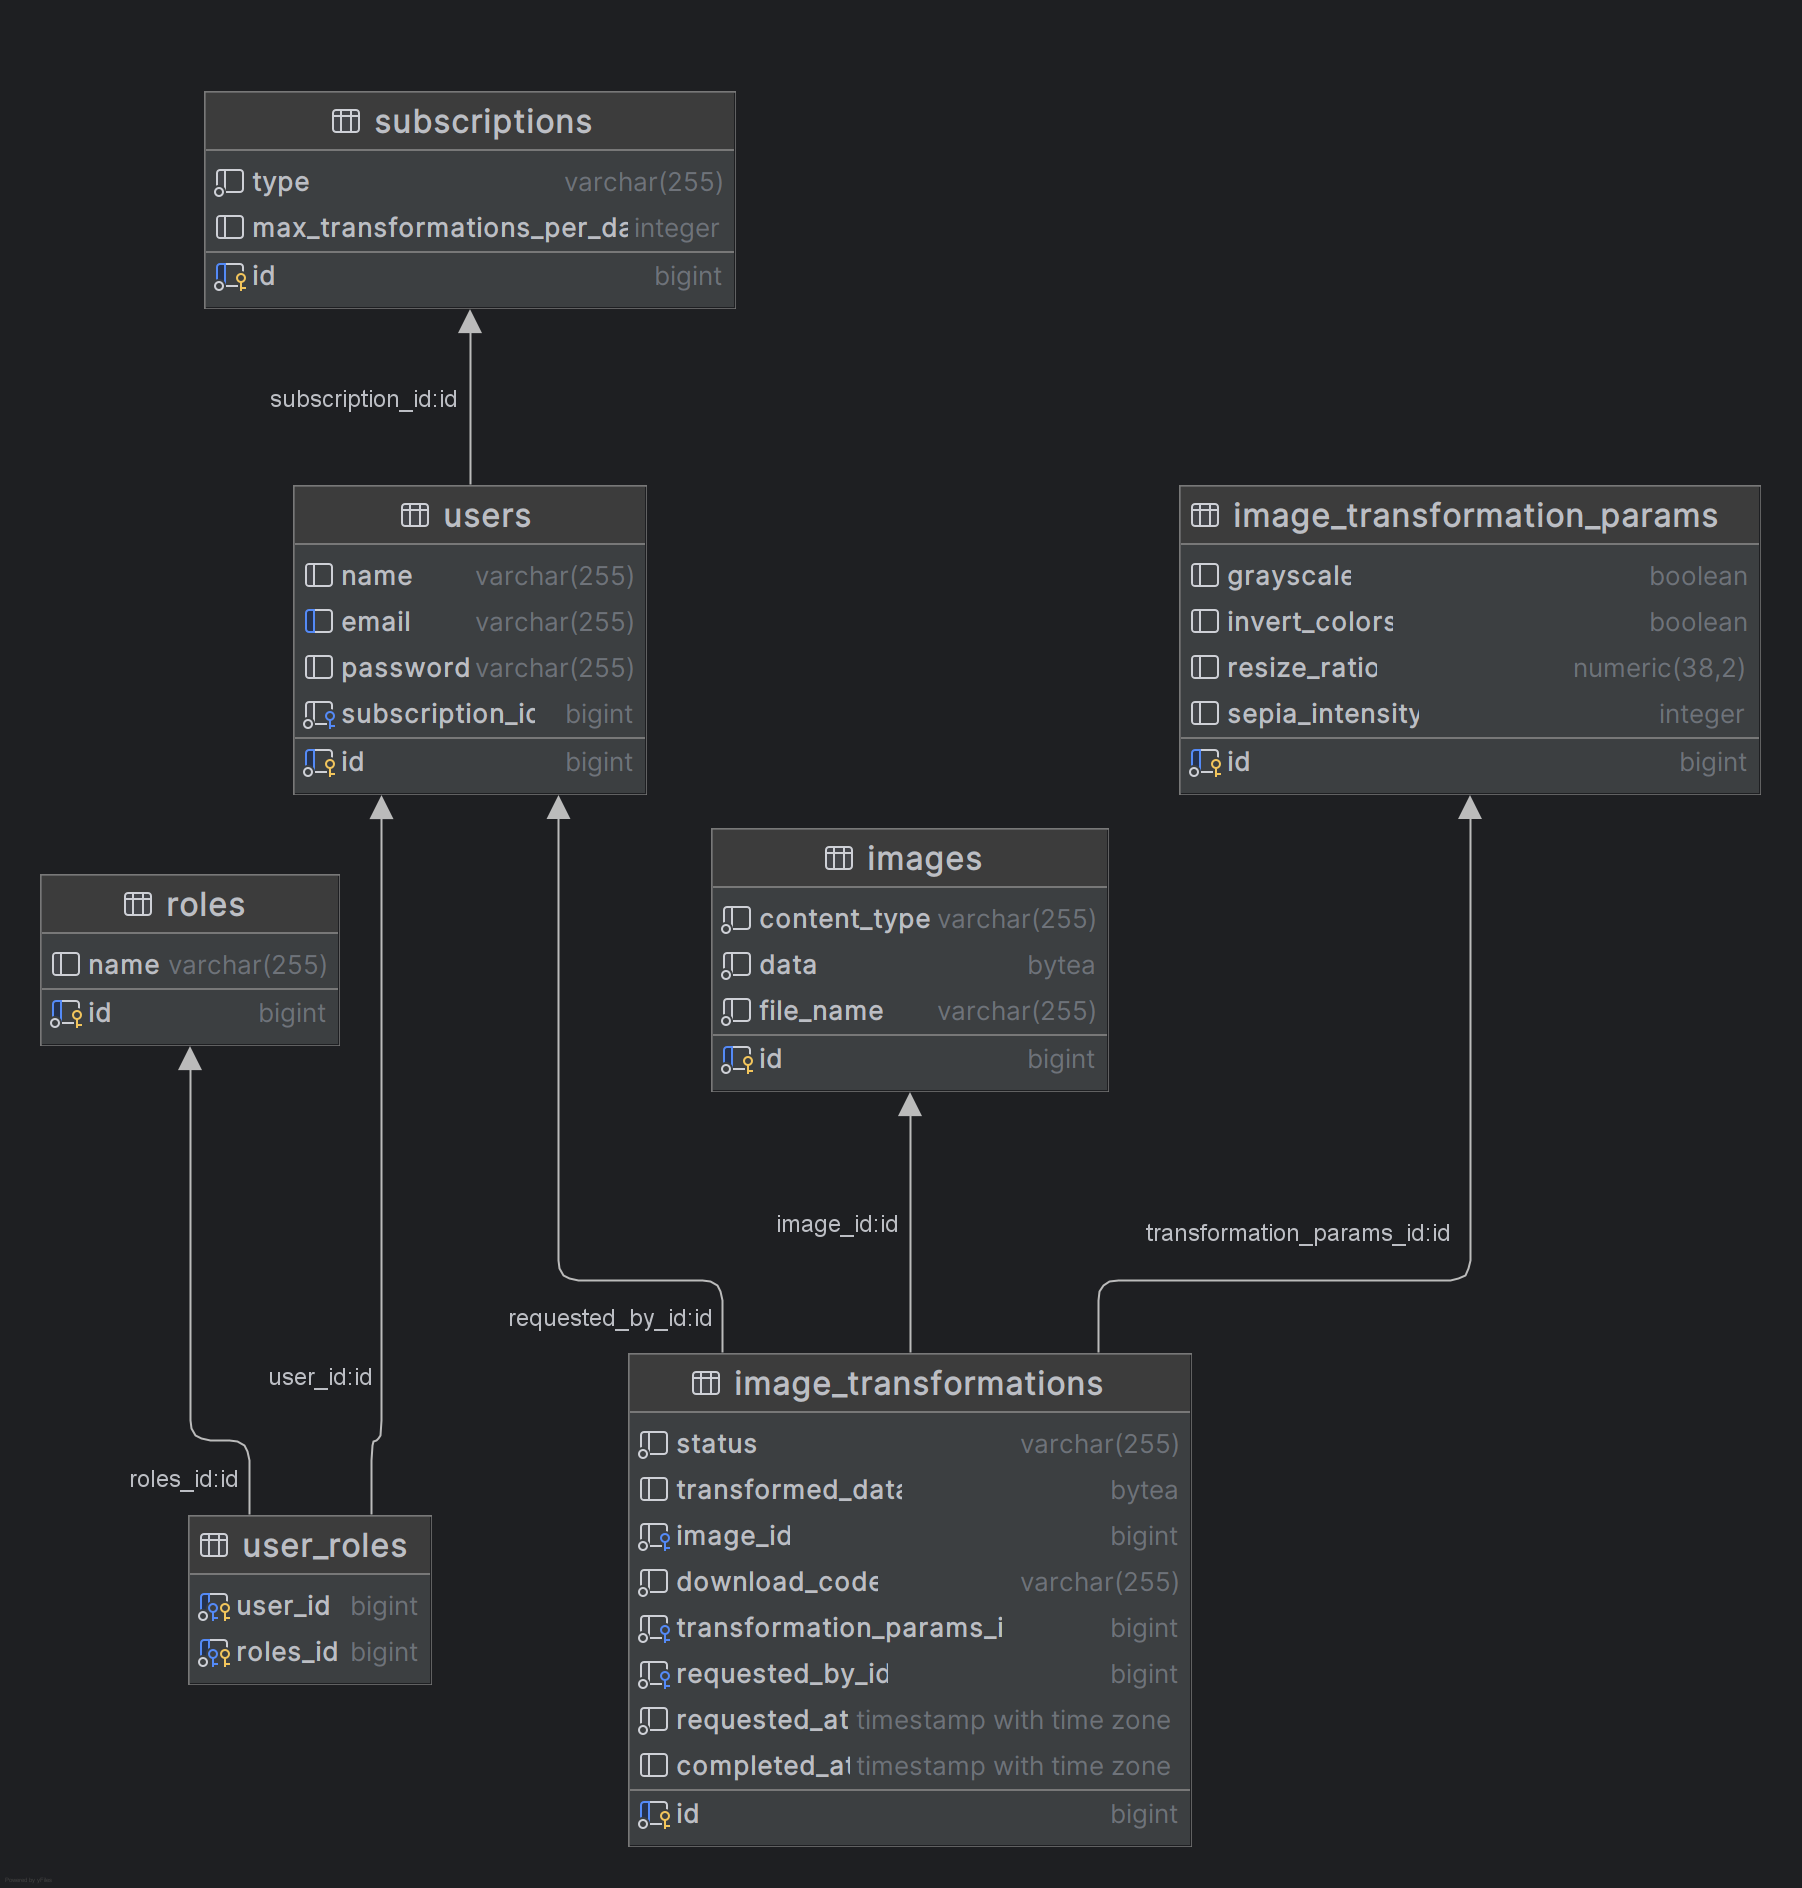 subscriptions
type varchar(255)
max_transformations_per_da integer
id bigint
subscription_id:id
users
name varchar(255)
email varchar(255)
password varchar(255)
subscription_id bigint
id bigint
image_transformation_params
grayscale boolean
invert_colors boolean
resize_ratio numeric(38,2)
sepia_intensity integer
id bigint
roles
name varchar(255)
id bigint
images
content_type varchar(255)
data bytea
file_name varchar(255)
id bigint
image_id:id
transformation_params_id:id
requested_by_id:id
user_id:id
roles_id:id
user_roles
user_id bigint
roles_id bigint
image_transformations
status varchar(255)
transformed_data bytea
image_id bigint
download_code varchar(255)
transformation_params_i bigint
requested_by_id bigint
requested_at timestamp with time zone
completed_at timestamp with time zone
id bigint